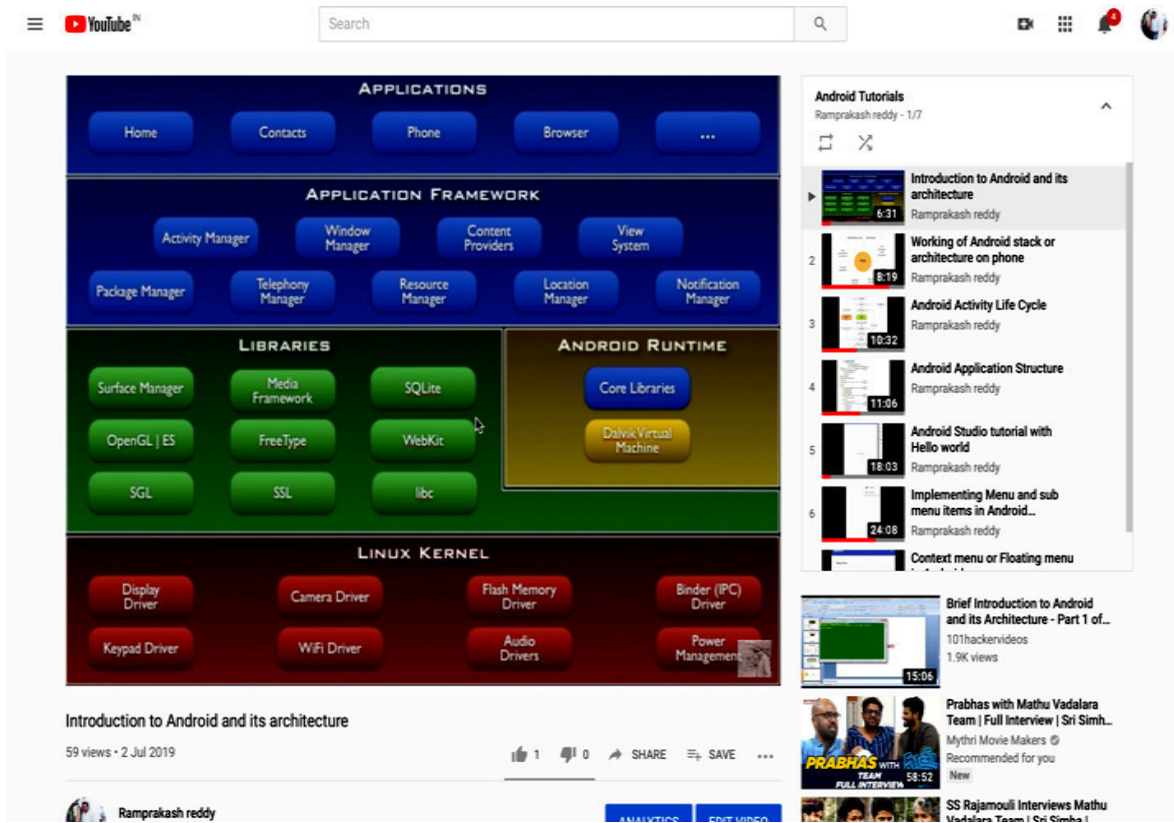 YouTube IN
Search
4
APPLICATIONS
Home
Contacts
Phone
Browser
...
APPLICATION FRAMEWORK
Activity Manager
Window
Manager
Content
Providers
View
System
Package Manager
Telephony
Manager
Resource
Manager
Location
Manager
Notification
Manager
LIBRARIES
Surface Manager
Media
Framework
SQLite
OpenGL | ES
FreeType
WebKit
SGL
SSL
libc
ANDROID RUNTIME
Core Libraries
Dalvik Virtual
Machine
LINUX KERNEL
Display
Driver
Camera Driver
Flash Memory
Driver
Binder (IPC)
Driver
Keypad Driver
WiFi Driver
Audio
Drivers
Power
Management
Introduction to Android and its architecture
59 views • 2 Jul 2019
1
0
SHARE
SAVE
...
Ramprakash reddy
ANALYTICS
EDIT VIDEO
Android Tutorials
Ramprakash reddy - 1/7
6:31
Introduction to Android and its
architecture
Ramprakash reddy
2
8:19
Working of Android stack or
architecture on phone
Ramprakash reddy
3
10:32
Android Activity Life Cycle
Ramprakash reddy
4
11:06
Android Application Structure
Ramprakash reddy
5
18:03
Android Studio tutorial with
Hello world
Ramprakash reddy
6
24:08
Implementing Menu and sub
menu items in Android...
Ramprakash reddy
Context menu or Floating menu
15:06
Brief Introduction to Android
and its Architecture - Part 1 of...
101hackervideos
1.9K views
PRABHAS WITH
TEAM
FULL INTERVIEW
58:52
Prabhas with Mathu Vadalara
Team | Full Interview | Sri Simh...
Mythri Movie Makers
Recommended for you
New
SS Rajamouli Interviews Mathu
Vadalara Team | Sri Simha |